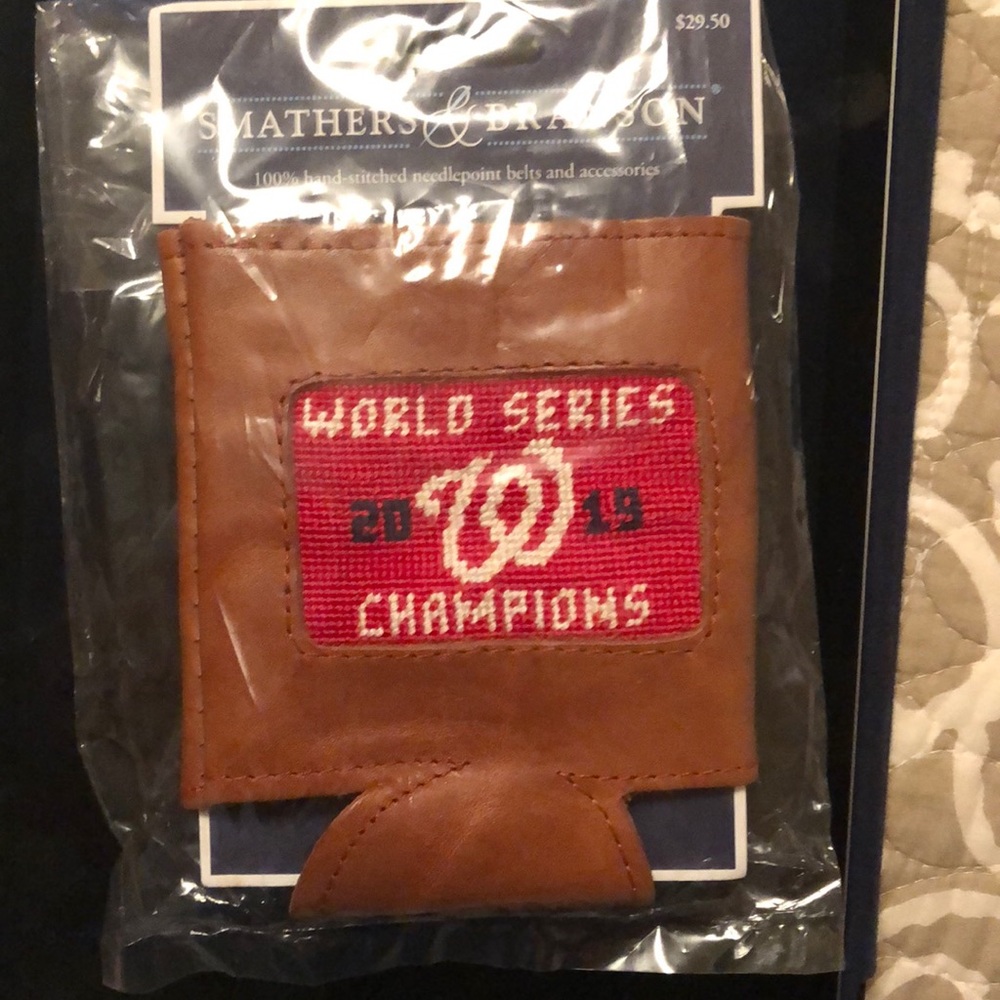 $29.50
SMATHERS & BRANSON
100% hand-stitched needlepoint belts and accessories
WORLD SERIES
20 W 19
CHAMPIONS